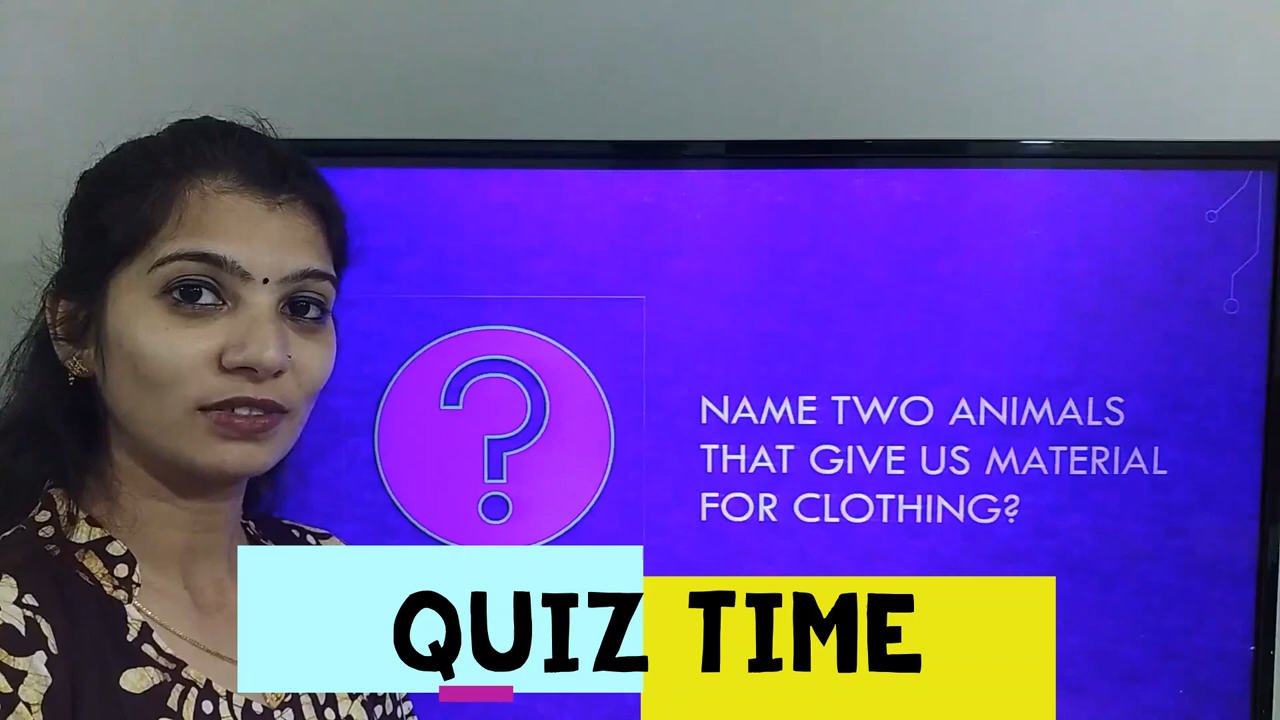 NAME TWO ANIMALS
THAT GIVE US MATERIAL
FOR CLOTHING?
QUIZ TIME